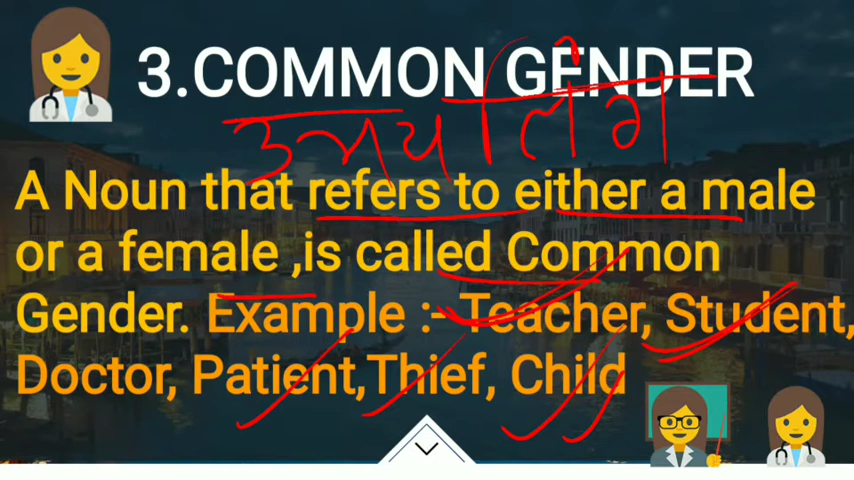 3.COMMON GENDER
उभय लिंग
A Noun that refers to either a male
or a female ,is called Common
Gender. Example :- Teacher, Student,
Doctor, Patient,Thief, Child